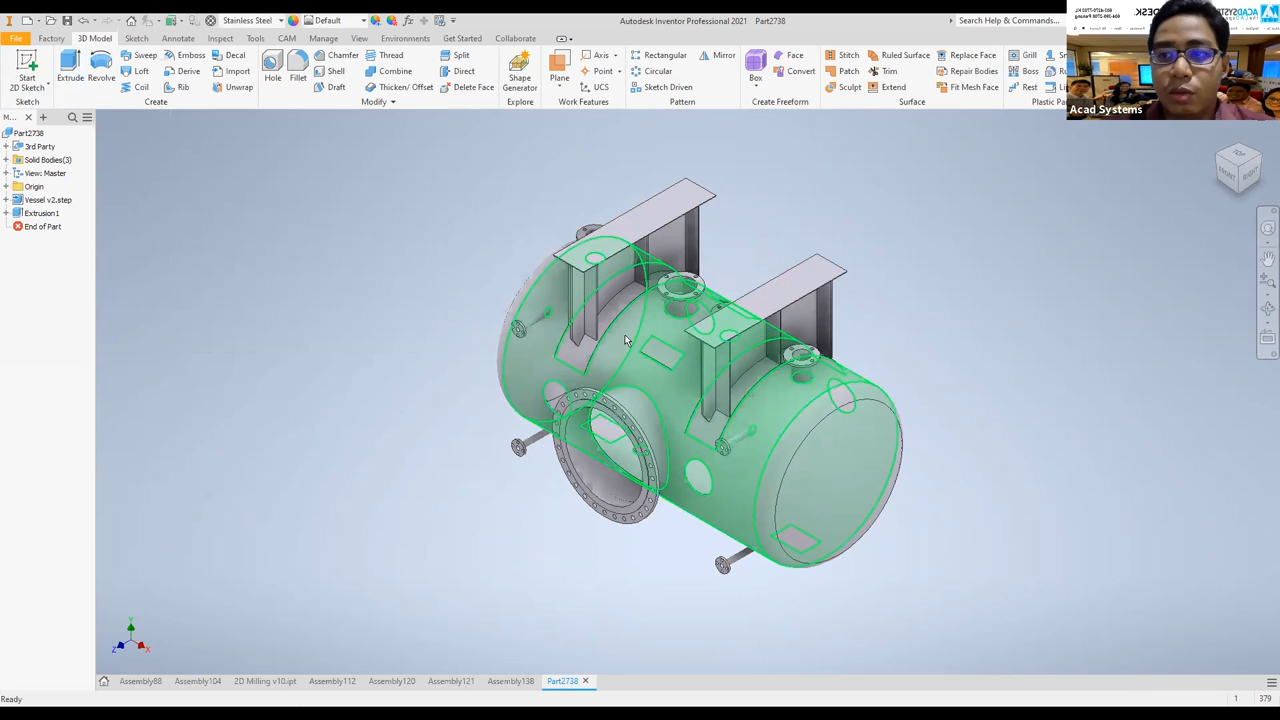 Stainless Steel
Default
Autodesk Inventor Professional 2021 Part2738
Search Help & Commands...
File Factory 3D Model Sketch Annotate Inspect Tools CAM Manage View Environments Get Started Collaborate
Start
2D Sketch
Sketch
Extrude
Revolve
Sweep
Loft
Coil
Emboss
Derive
Rib
Decal
Import
Unwrap
Create
Hole
Fillet
Chamfer
Shell
Draft
Thread
Combine
Thicken/ Offset
Split
Direct
Delete Face
Modify
Shape
Generator
Explore
Plane
Axis
Point
UCS
Work Features
Rectangular
Circular
Sketch Driven
Mirror
Pattern
Box
Face
Convert
Create Freeform
Stitch
Patch
Sculpt
Ruled Surface
Trim
Extend
Replace Face
Repair Bodies
Fit Mesh Face
Surface
Grill
Boss
Rest
Plastic Pa
Acad Systems
M...
Part2738
3rd Party
Solid Bodies(3)
View: Master
Origin
Vessel v2.step
Extrusion1
End of Part
TOP
FRONT
RIGHT
Y
Z
X
Assembly88 Assembly104 2D Milling v10.ipt Assembly112 Assembly120 Assembly121 Assembly138 Part2738
Ready
1 379